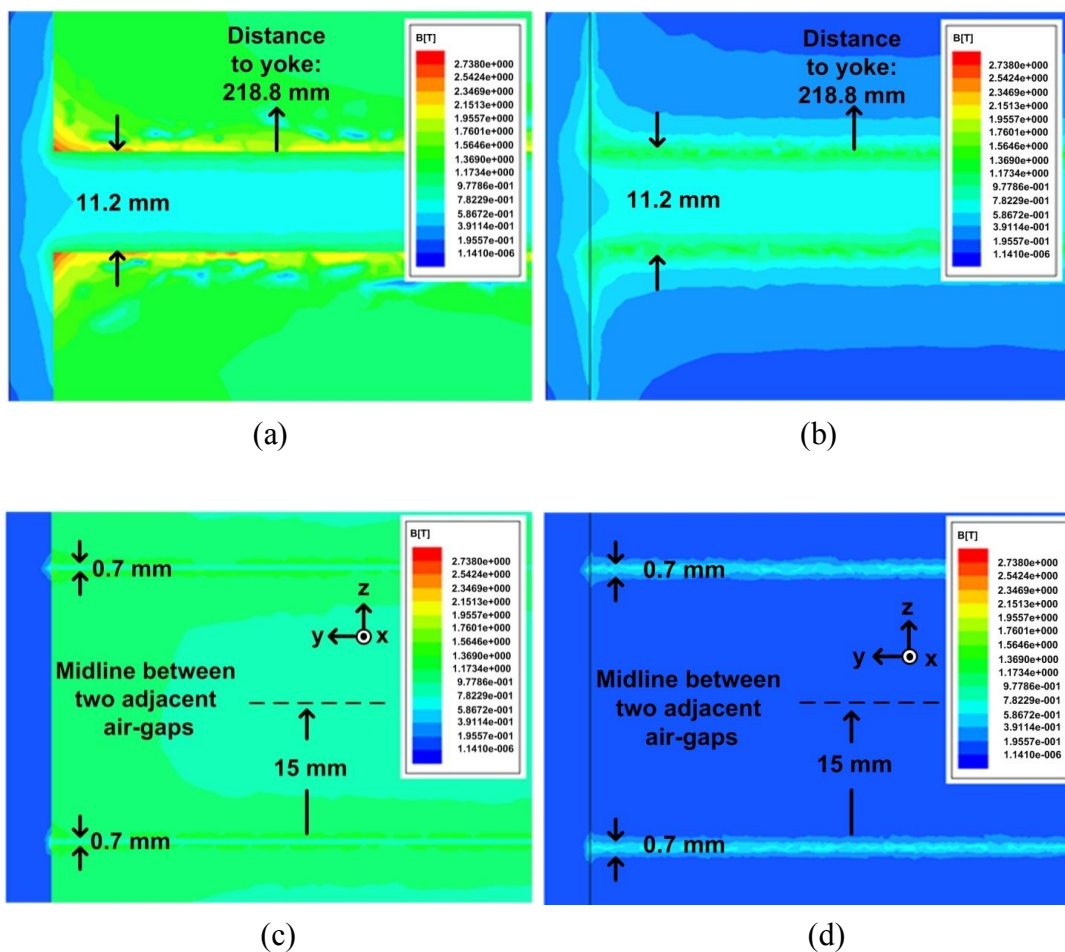 Distance
to yoke:
218.8 mm
11.2 mm
B[T]
2.7380e+000
2.5424e+000
2.3469e+000
2.1513e+000
1.9557e+000
1.7601e+000
1.5646e+000
1.3690e+000
1.1734e+000
9.7786e-001
7.8229e-001
5.8672e-001
3.9114e-001
1.9557e-001
1.1410e-006
(a)
Distance
to yoke:
218.8 mm
11.2 mm
B[T]
2.7380e+000
2.5424e+000
2.3469e+000
2.1513e+000
1.9557e+000
1.7601e+000
1.5646e+000
1.3690e+000
1.1734e+000
9.7786e-001
7.8229e-001
5.8672e-001
3.9114e-001
1.9557e-001
1.1410e-006
(b)
0.7 mm
z
y
x
Midline between
two adjacent
air-gaps
15 mm
0.7 mm
B[T]
2.7380e+000
2.5424e+000
2.3469e+000
2.1513e+000
1.9557e+000
1.7601e+000
1.5646e+000
1.3690e+000
1.1734e+000
9.7786e-001
7.8229e-001
5.8672e-001
3.9114e-001
1.9557e-001
1.1410e-006
(c)
0.7 mm
z
y
x
Midline between
two adjacent
air-gaps
15 mm
0.7 mm
B[T]
2.7380e+000
2.5424e+000
2.3469e+000
2.1513e+000
1.9557e+000
1.7601e+000
1.5646e+000
1.3690e+000
1.1734e+000
9.7786e-001
7.8229e-001
5.8672e-001
3.9114e-001
1.9557e-001
1.1410e-006
(d)